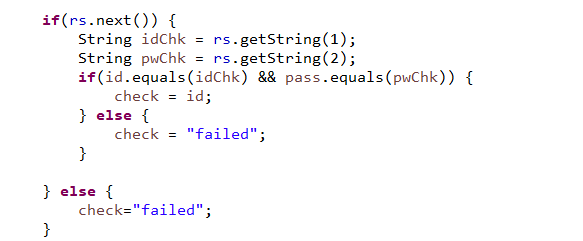 if(rs.next()) {
    String idChk = rs.getString(1);
    String pwChk = rs.getString(2);
    if(id.equals(idChk) && pass.equals(pwChk)) {
        check = id;
    } else {
        check = "failed";
    }

} else {
    check="failed";
}